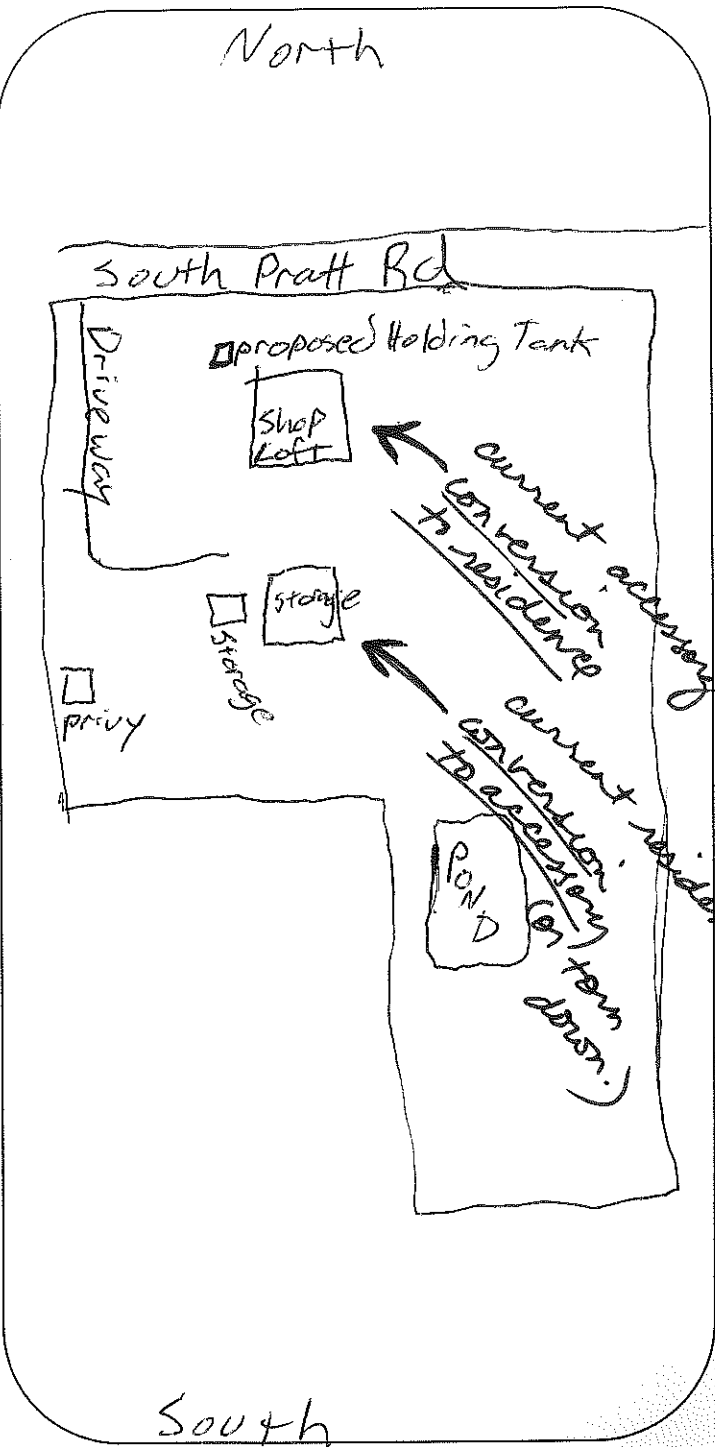 North
South Pratt Rd
Driveway
proposed Holding Tank
Shop
Loft
current accessory
conversion
to residence
storage
storage
privy
current
conversion
to accessory
(or torn
down.)
POND
South